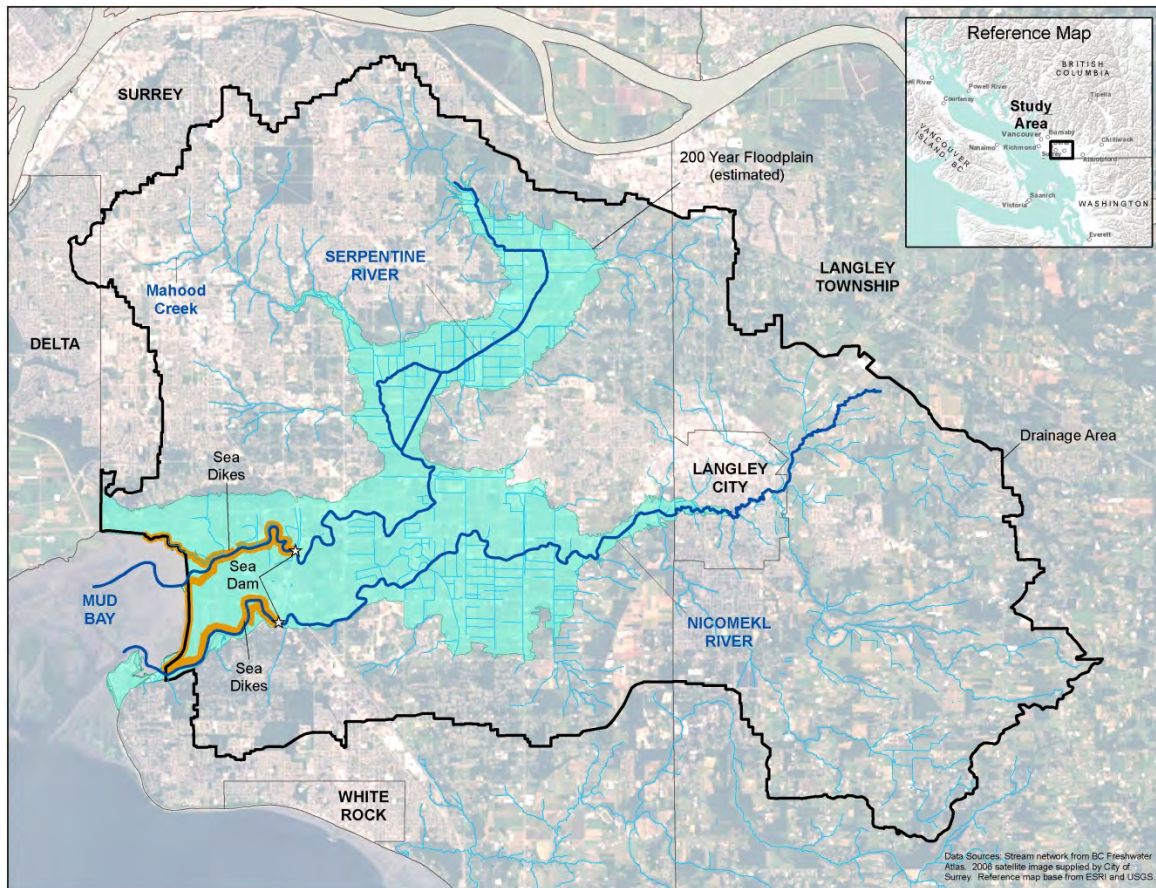 SURREY
200 Year Floodplain
(estimated)
SERPENTINE
RIVER
Mahood
Creek
DELTA
LANGLEY
TOWNSHIP
Drainage Area
LANGLEY
CITY
Sea
Dikes
Sea
Dam
MUD
BAY
Sea
Dikes
NICOMEKL
RIVER
WHITE
ROCK
Reference Map
BRITISH
COLUMBIA
Powell River
Tipella
Courtenay
Study
Area
Vancouver
Burnaby
Chilliwack
VANCOUVER
ISLAND, BC
Nanaimo
Richmond
Surrey
Abbotsford
Saanich
Victoria
WASHINGTON
Everett
Data Sources: Stream network from BC Freshwater
Atlas. 2006 satellite image supplied by City of
Surrey. Reference map base from ESRI and USGS